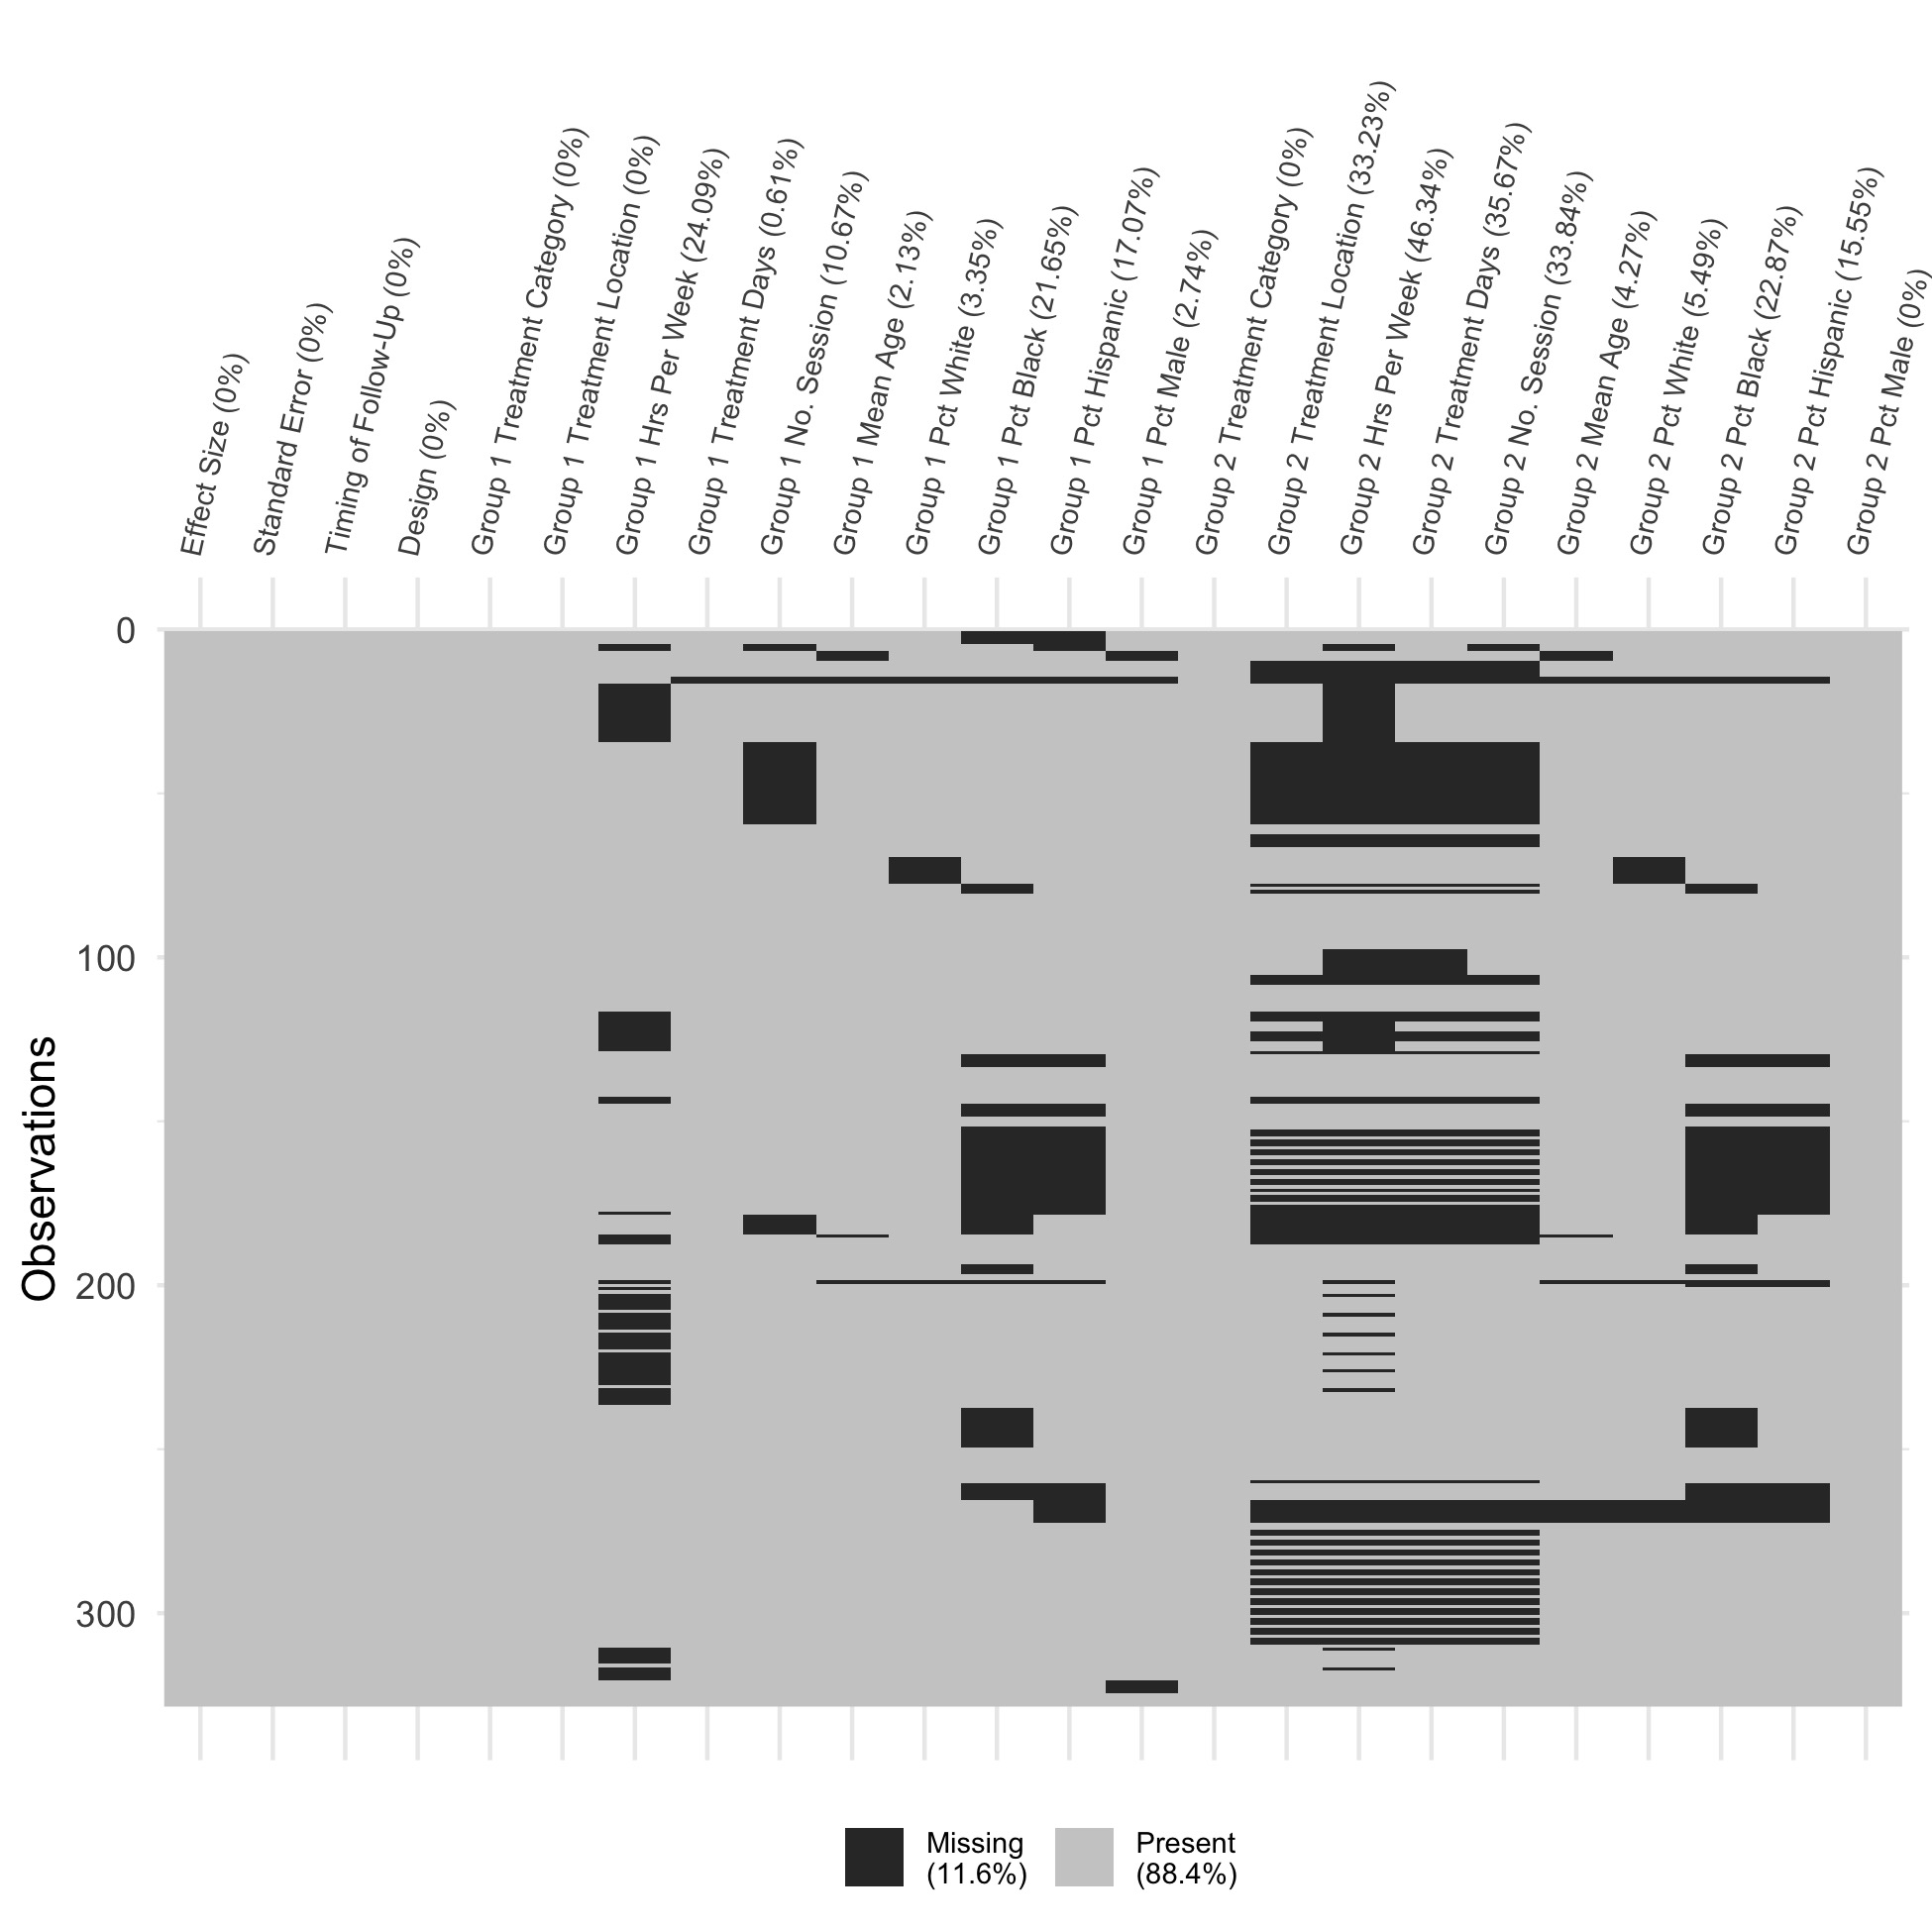 Effect Size (0%)
Standard Error (0%)
Timing of Follow-Up (0%)
Design (0%)
Group 1 Treatment Category (0%)
Group 1 Treatment Location (0%)
Group 1 Hrs Per Week (24.09%)
Group 1 Treatment Days (0.61%)
Group 1 No. Session (10.67%)
Group 1 Mean Age (2.13%)
Group 1 Pct White (3.35%)
Group 1 Pct Black (21.65%)
Group 1 Pct Hispanic (17.07%)
Group 1 Pct Male (2.74%)
Group 2 Treatment Category (0%)
Group 2 Treatment Location (33.23%)
Group 2 Hrs Per Week (46.34%)
Group 2 Treatment Days (35.67%)
Group 2 No. Session (33.84%)
Group 2 Mean Age (4.27%)
Group 2 Pct White (5.49%)
Group 2 Pct Black (22.87%)
Group 2 Pct Hispanic (15.55%)
Group 2 Pct Male (0%)
Observations
0
100
200
300
Missing
(11.6%)
Present
(88.4%)